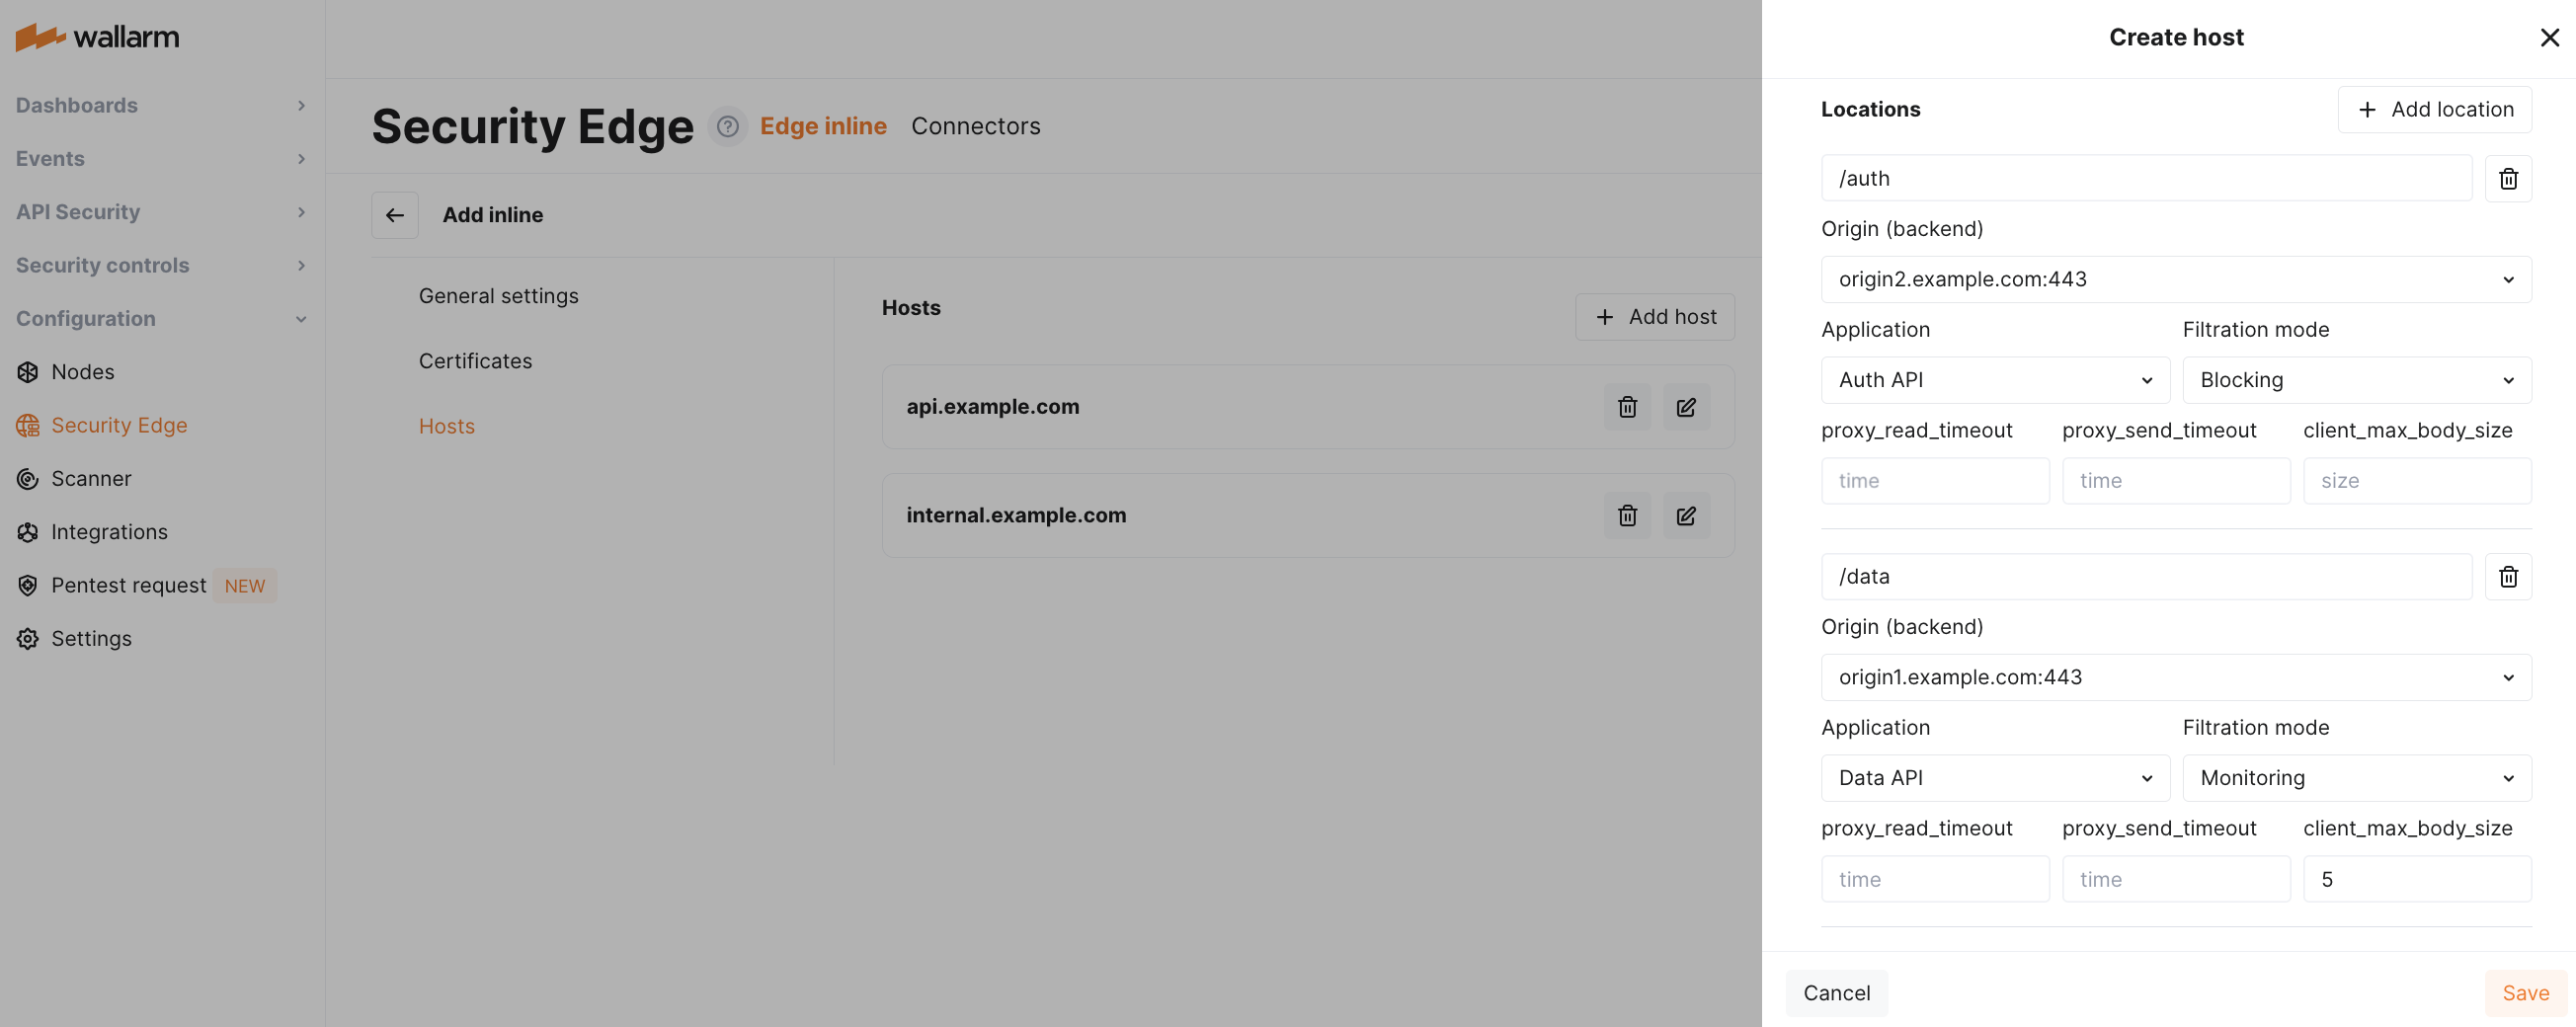 wallarm
Dashboards
Events
API Security
Security controls
Configuration
Nodes
Security Edge
Scanner
Integrations
Pentest request NEW
Settings
Security Edge ? Edge inline Connectors
Add inline
General settings
Certificates
Hosts
Hosts
+ Add host
api.example.com
internal.example.com
Create host
Locations
+ Add location
/auth
Origin (backend)
origin2.example.com:443
Application Filtration mode
Auth API Blocking
proxy_read_timeout proxy_send_timeout client_max_body_size
time time size
/data
Origin (backend)
origin1.example.com:443
Application Filtration mode
Data API Monitoring
proxy_read_timeout proxy_send_timeout client_max_body_size
time time 5
Cancel Save